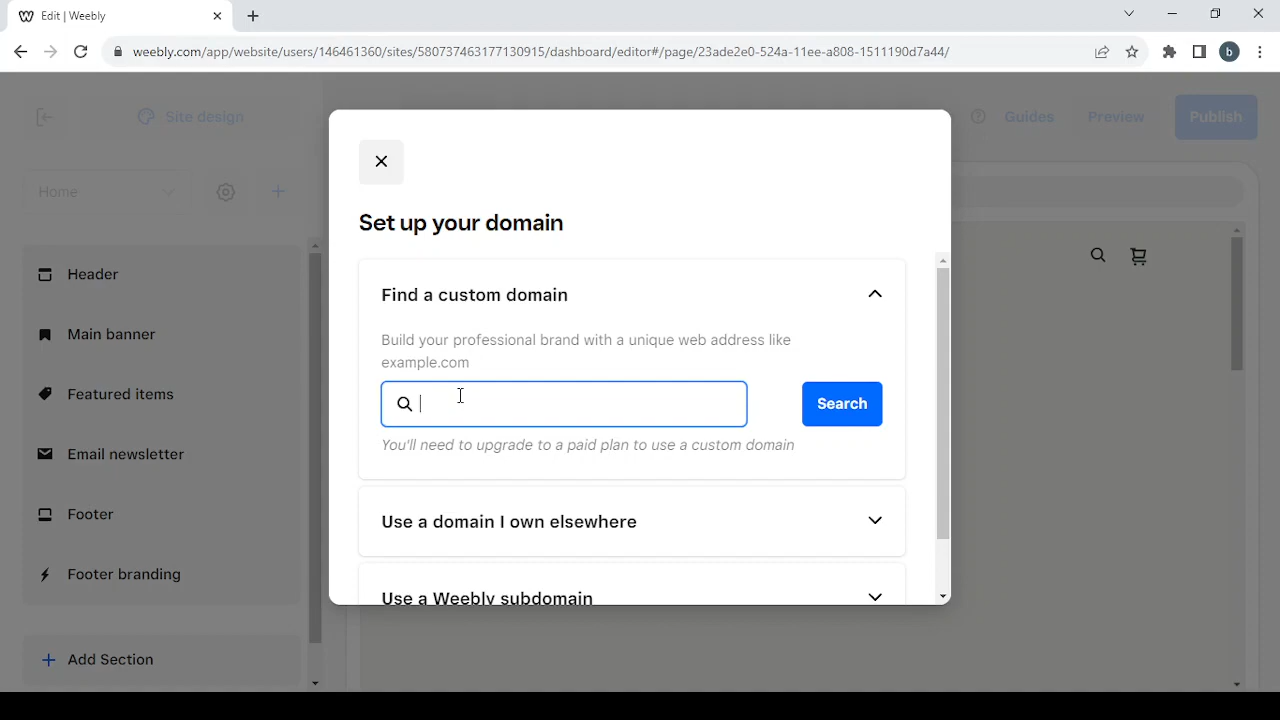 Edit | Weebly
weebly.com/app/website/users/146461360/sites/580737463177130915/dashboard/editor#/page/23ade2e0-524a-11ee-a808-1511190d7a44/
b
Site design
Guides
Preview
Publish
Home
Set up your domain
Header
Find a custom domain
Main banner
Build your professional brand with a unique web address like
example.com
Featured items
Search
You'll need to upgrade to a paid plan to use a custom domain
Email newsletter
Footer
Use a domain I own elsewhere
Footer branding
Use a Weebly subdomain
Add Section